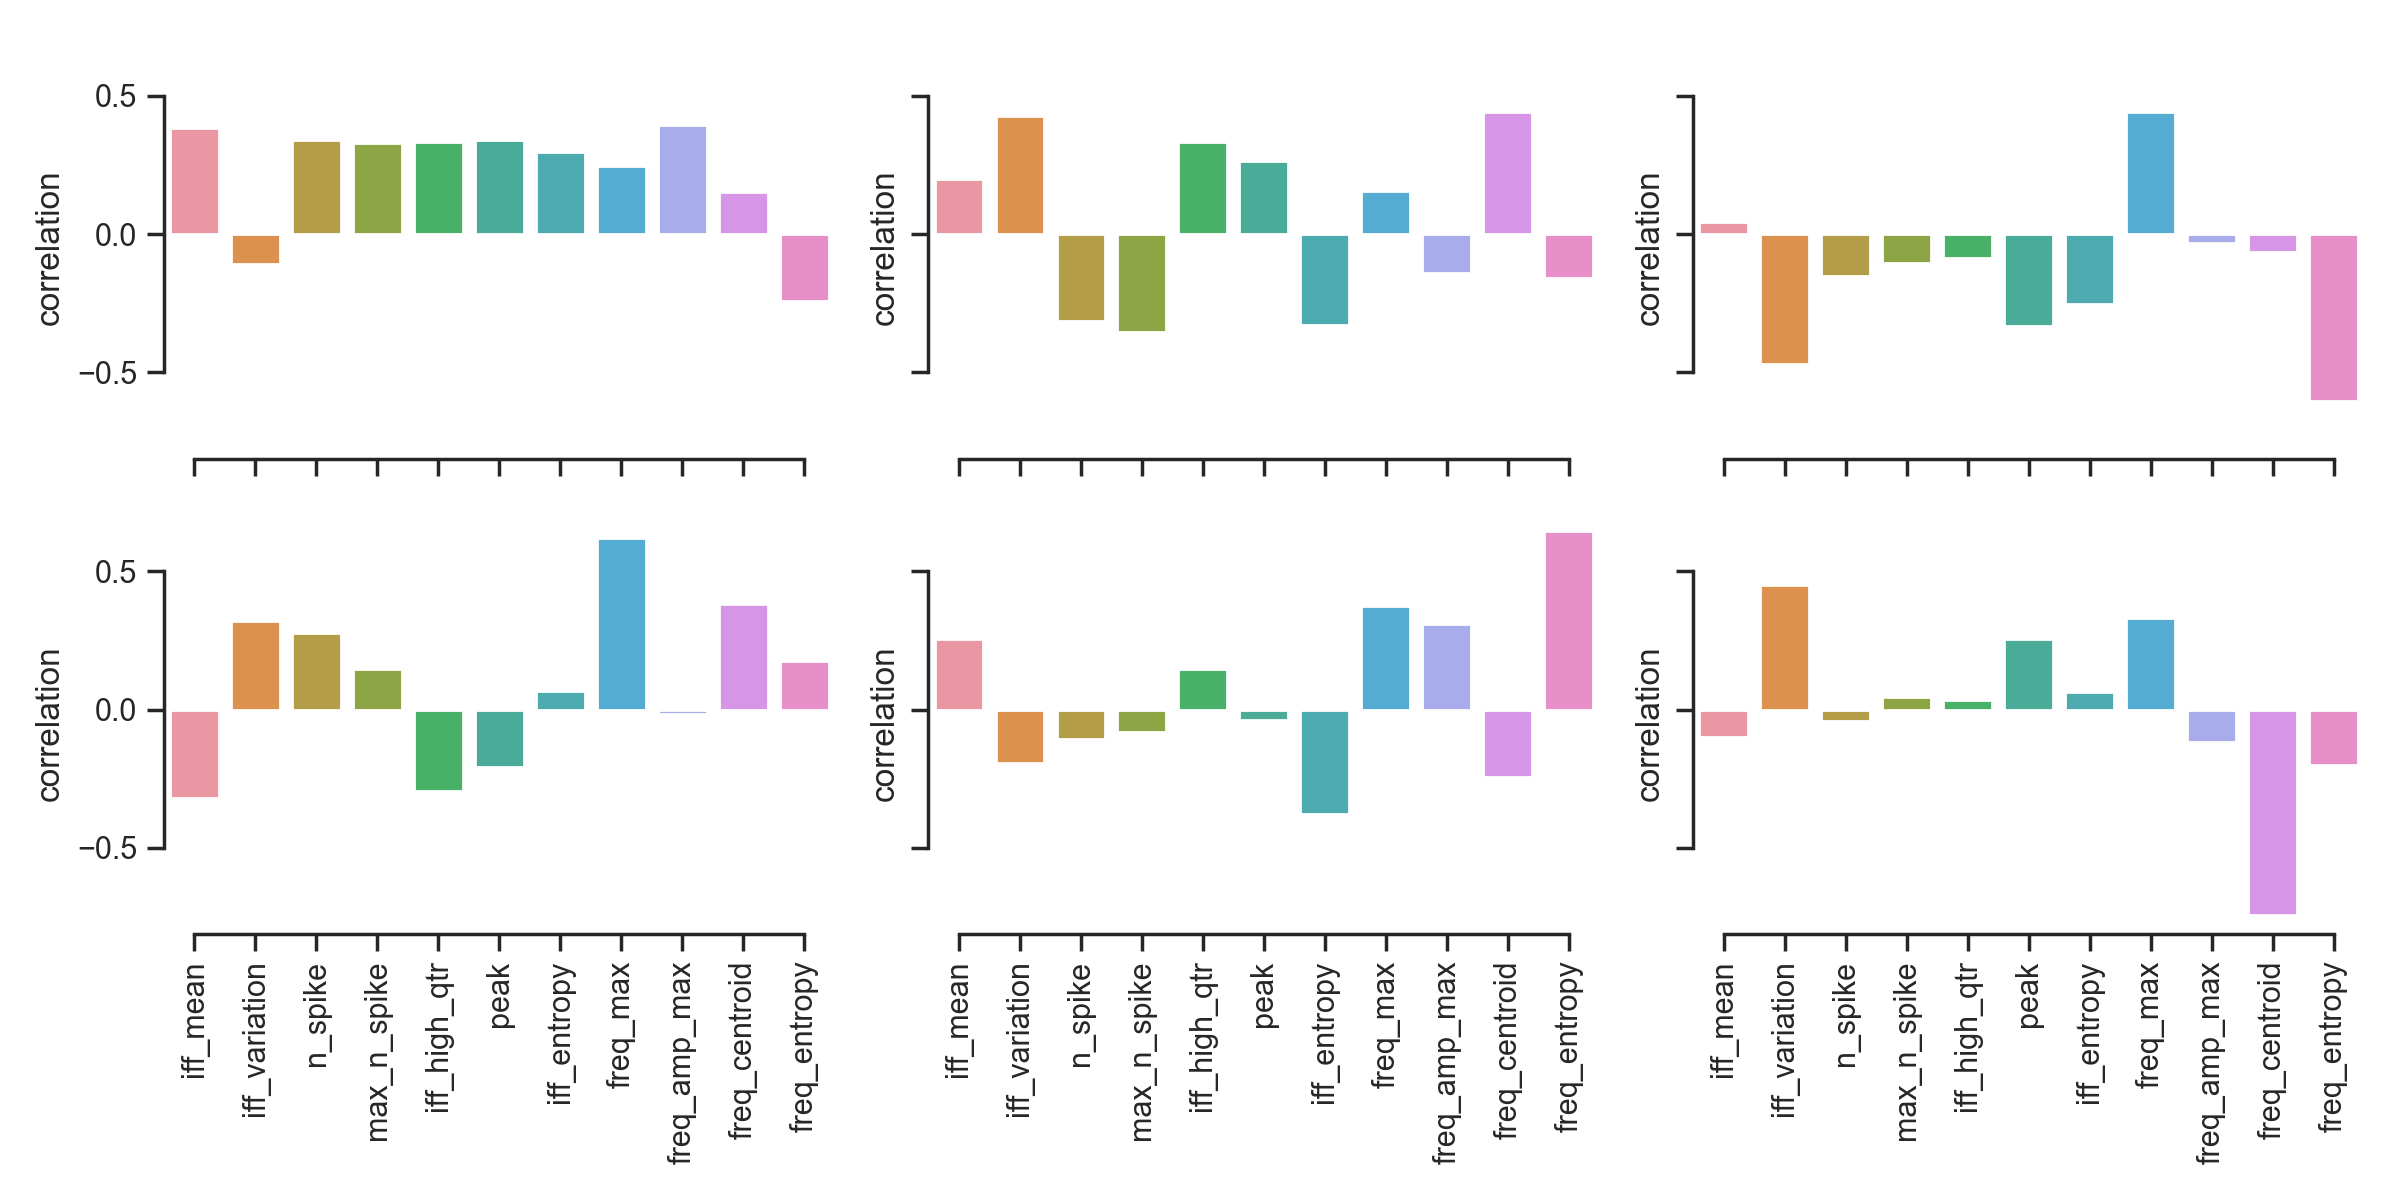 0.5
0.0
−0.5
correlation
correlation
correlation
0.5
0.0
−0.5
correlation
correlation
correlation
iff_mean
iff_variation
n_spike
max_n_spike
iff_high_qtr
peak
iff_entropy
freq_max
freq_amp_max
freq_centroid
freq_entropy
iff_mean
iff_variation
n_spike
max_n_spike
iff_high_qtr
peak
iff_entropy
freq_max
freq_amp_max
freq_centroid
freq_entropy
iff_mean
iff_variation
n_spike
max_n_spike
iff_high_qtr
peak
iff_entropy
freq_max
freq_amp_max
freq_centroid
freq_entropy